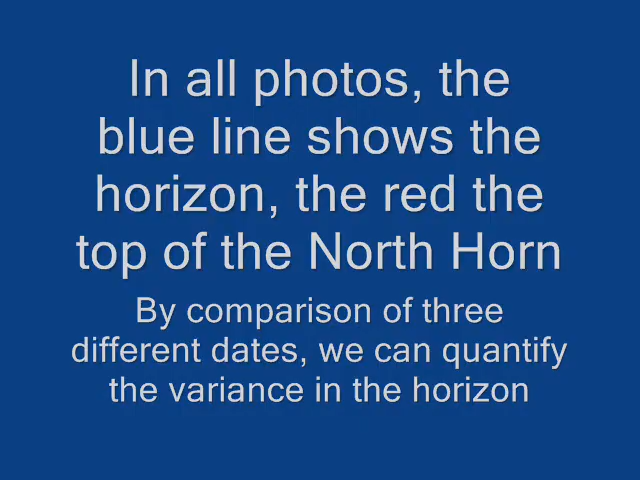 In all photos, the
blue line shows the
horizon, the red the
top of the North Horn
By comparison of three
different dates, we can quantify
the variance in the horizon